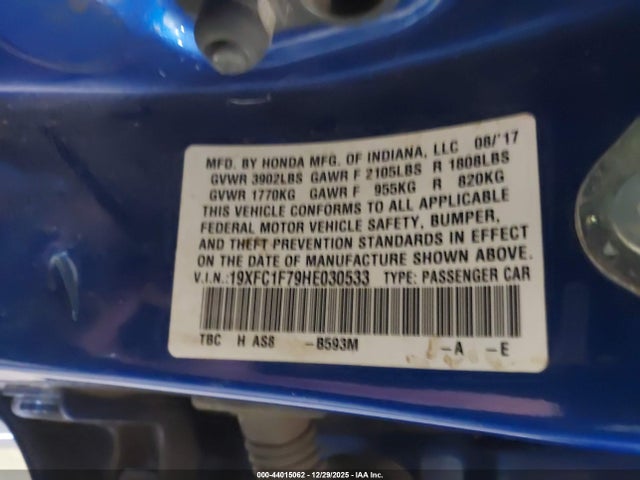 MFD. BY HONDA MFG. OF INDIANA, LLC 08/'17
GVWR 3902LBS GAWR F 2105LBS R 1808LBS
GVWR 1770KG GAWR F 955KG R 820KG
THIS VEHICLE CONFORMS TO ALL APPLICABLE
FEDERAL MOTOR VEHICLE SAFETY, BUMPER,
AND THEFT PREVENTION STANDARDS IN EFFECT
ON THE DATE OF MANUFACTURE SHOWN ABOVE.
V.I.N.:19XFC1F79HE030533 TYPE: PASSENGER CAR
TBC H AS8 -B593M -A -E
000-44015062 - 12/29/2025 - IAA Inc.